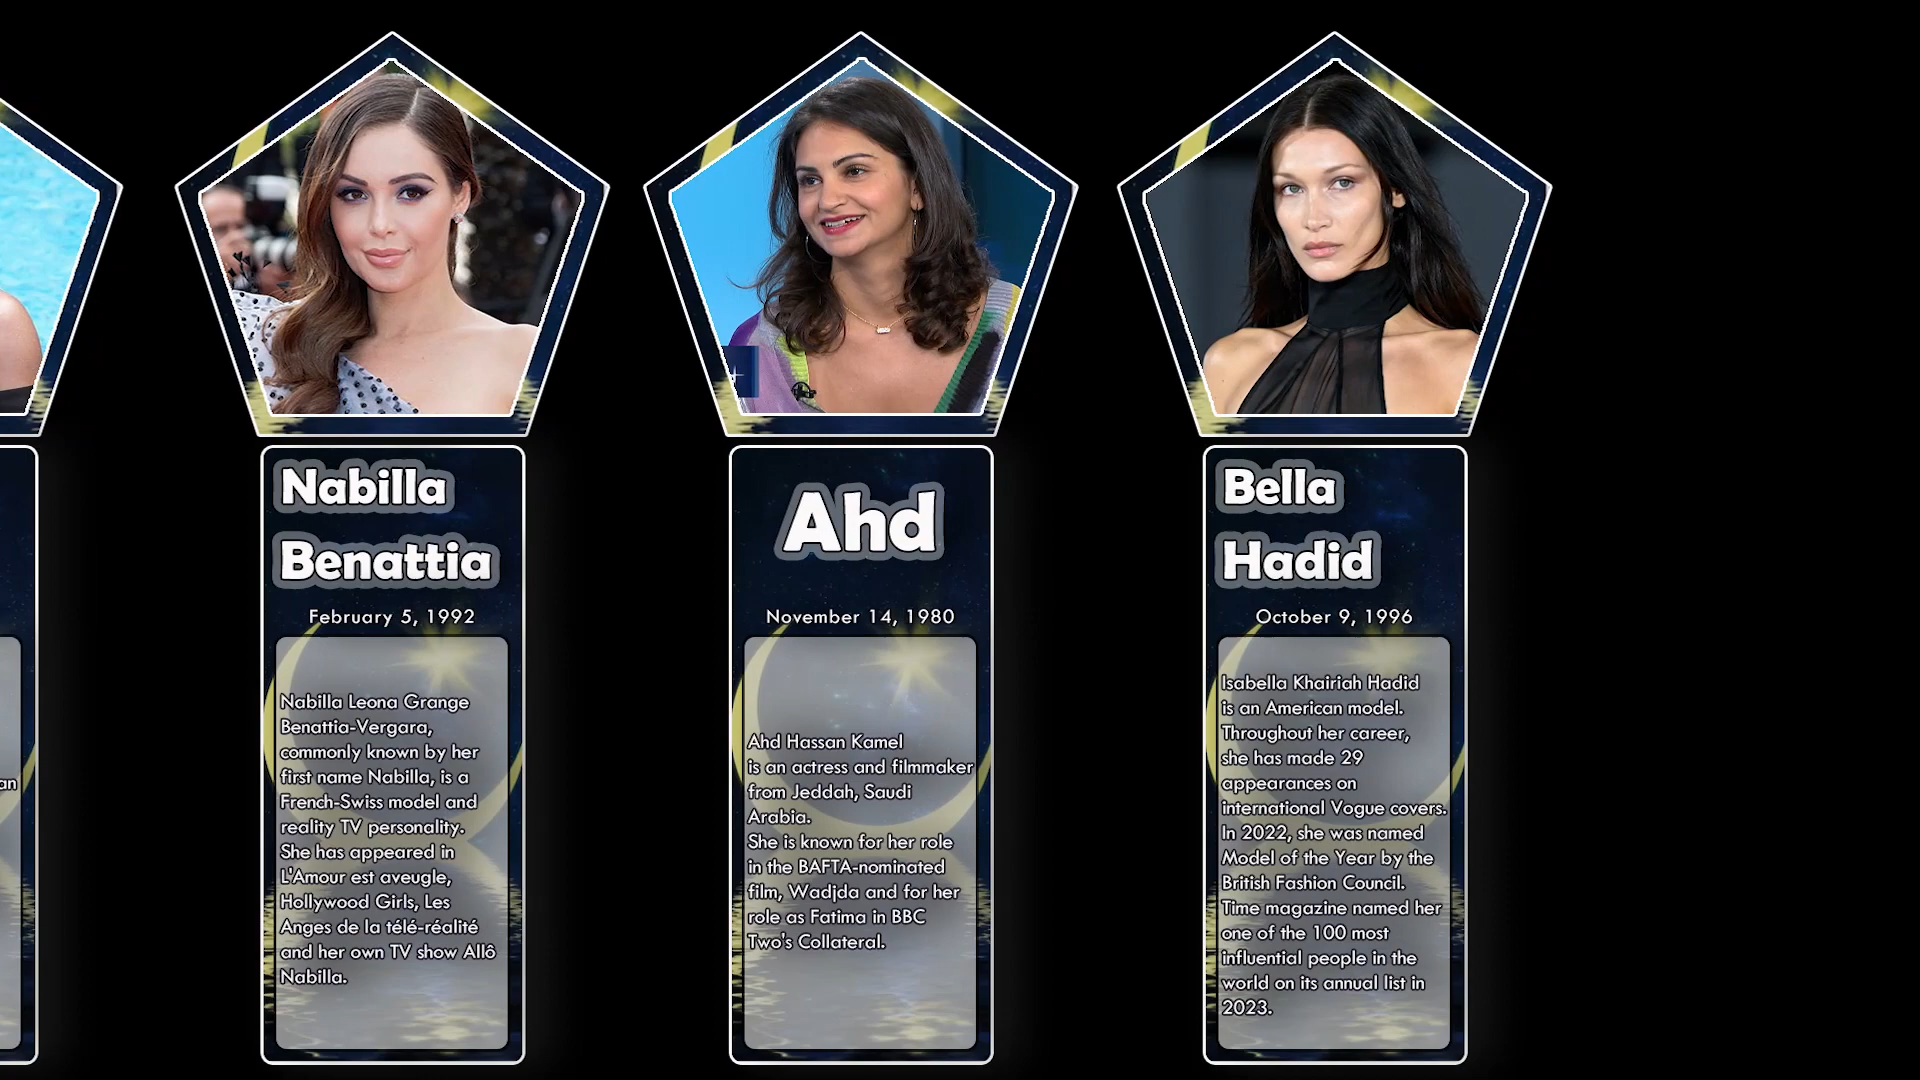 an
Nabilla
Benattia
February 5, 1992
Nabilla Leona Grange
Benattia-Vergara,
commonly known by her
first name Nabilla, is a
French-Swiss model and
reality TV personality.
She has appeared in
L'Amour est aveugle,
Hollywood Girls, Les
Anges de la télé-réalité
and her own TV show Allô
Nabilla.
Ahd
November 14, 1980
Ahd Hassan Kamel
is an actress and filmmaker
from Jeddah, Saudi
Arabia.
She is known for her role
in the BAFTA-nominated
film, Wadjda and for her
role as Fatima in BBC
Two's Collateral.
Bella
Hadid
October 9, 1996
Isabella Khairiah Hadid
is an American model.
Throughout her career,
she has made 29
appearances on
international Vogue covers.
In 2022, she was named
Model of the Year by the
British Fashion Council.
Time magazine named her
one of the 100 most
influential people in the
world on its annual list in
2023.